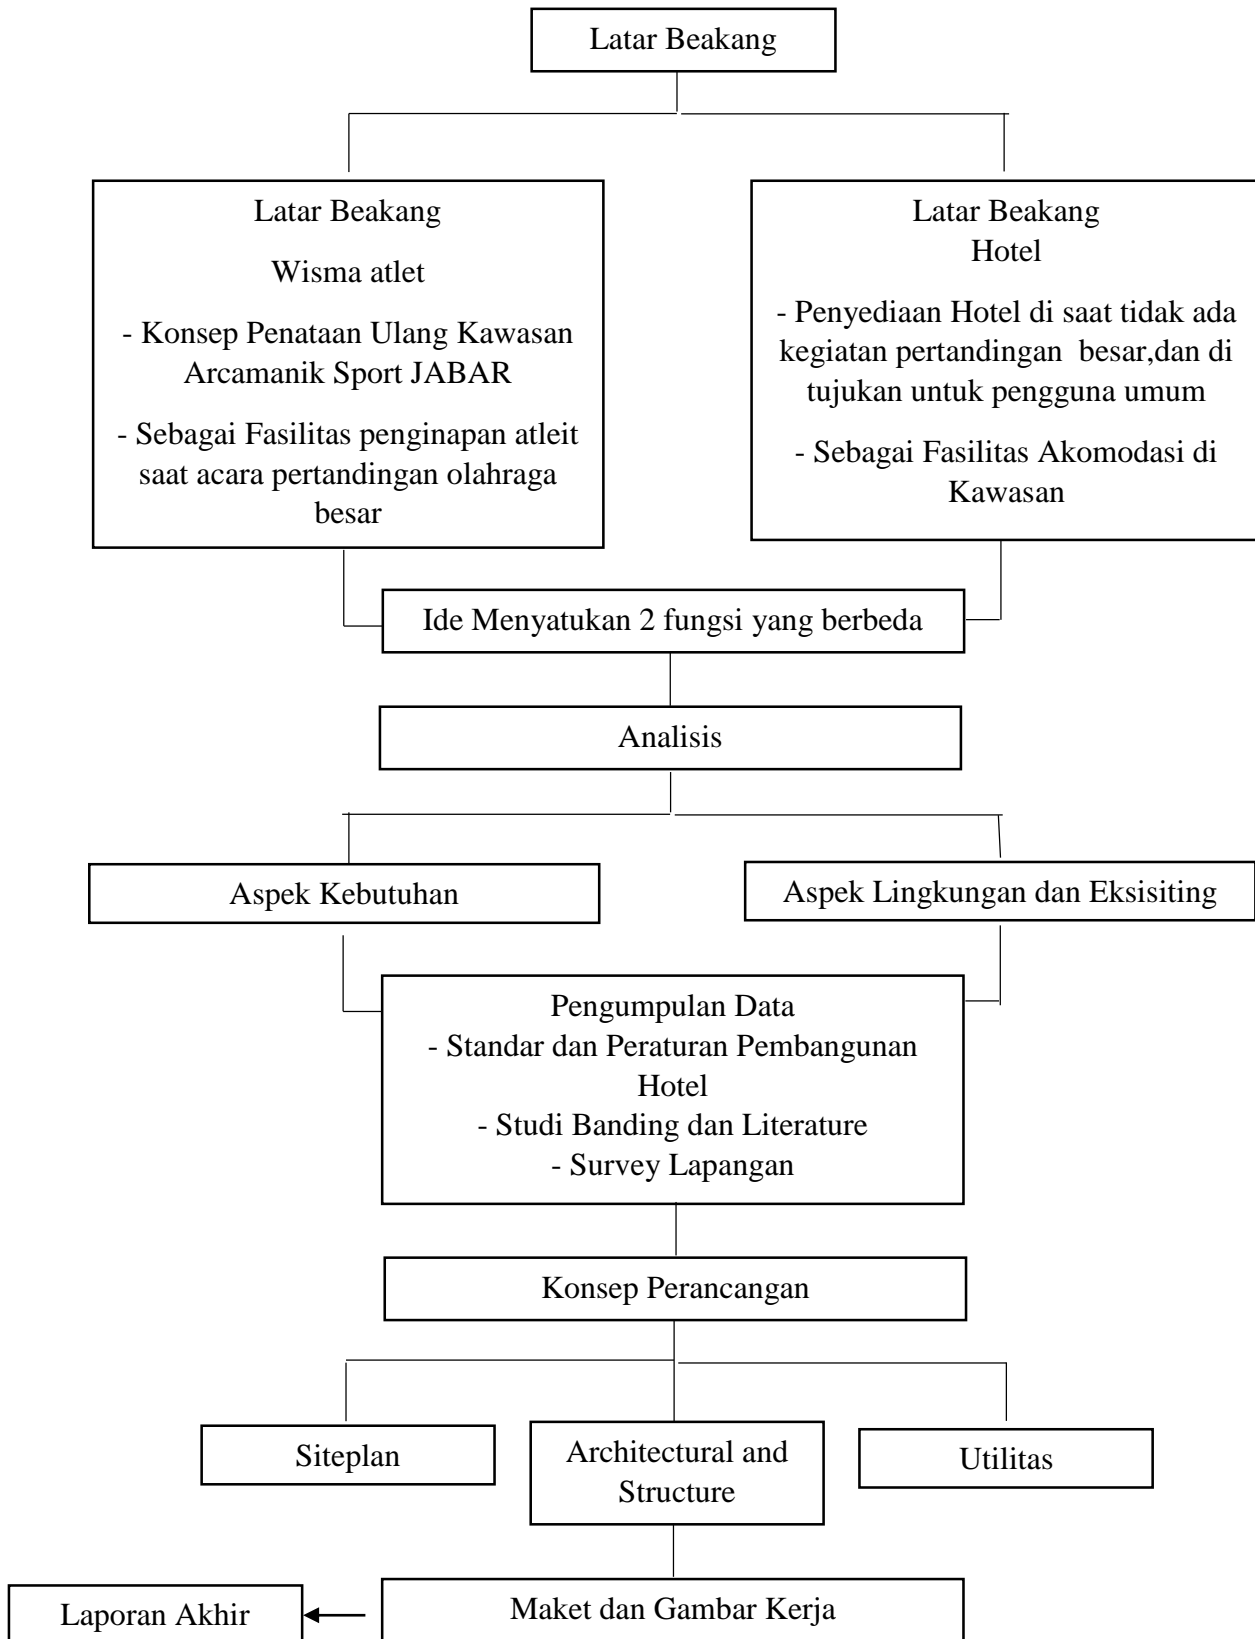 Latar Beakang
Latar Beakang
Wisma atlet
- Konsep Penataan Ulang Kawasan
Arcamanik Sport JABAR
- Sebagai Fasilitas penginapan atleit
saat acara pertandingan olahraga
besar
Latar Beakang
Hotel
- Penyediaan Hotel di saat tidak ada
kegiatan pertandingan  besar,dan di
tujukan untuk pengguna umum
- Sebagai Fasilitas Akomodasi di
Kawasan
Ide Menyatukan 2 fungsi yang berbeda
Analisis
Aspek Kebutuhan
Aspek Lingkungan dan Eksisiting
Pengumpulan Data
- Standar dan Peraturan Pembangunan
Hotel
- Studi Banding dan Literature
- Survey Lapangan
Konsep Perancangan
Siteplan
Architectural and
Structure
Utilitas
Laporan Akhir
Maket dan Gambar Kerja